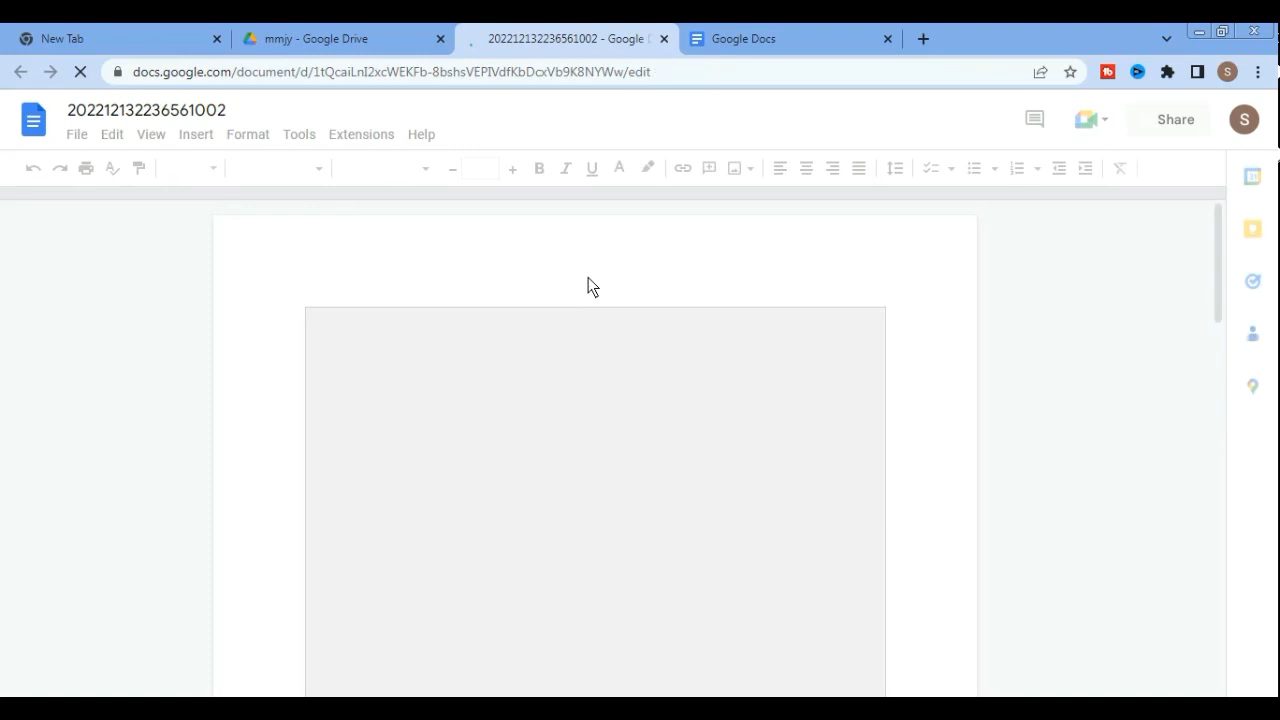 New Tab
mmjy - Google Drive
202212132236561002 - Google
Google Docs
docs.google.com/document/d/1tQcaiLnI2xcWEKFb-8bshsVEPIVdfKbDcxVb9K8NYWw/edit
S
202212132236561002
File Edit View Insert Format Tools Extensions Help
Share
S
B I U A